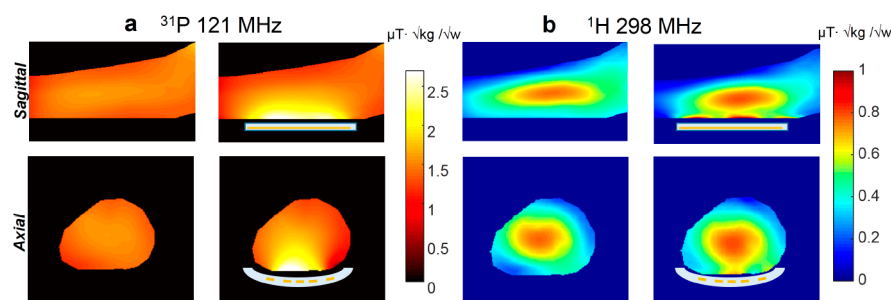 a ³¹P 121 MHz
µT· √kg /√w
b ¹H 298 MHz
µT· √kg /√w
Sagittal
Axial
2.5
2
1.5
1
0.5
0
1
0.8
0.6
0.4
0.2
0